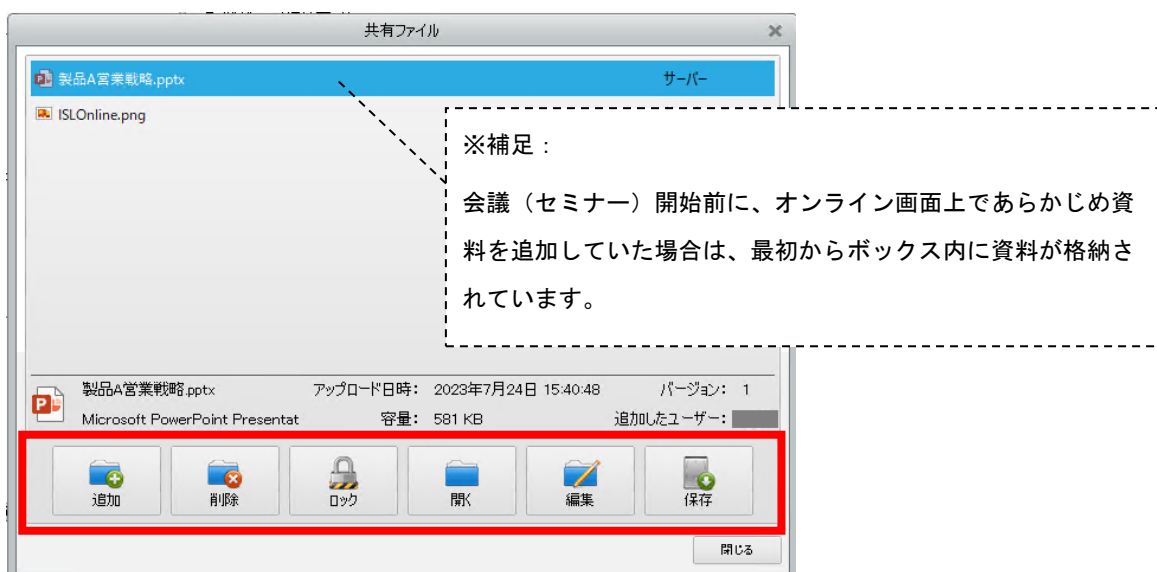 共有ファイル
製品A営業戦略.pptx サーバー
ISLOnline.png
※補足：
会議（セミナー）開始前に、オンライン画面上であらかじめ資
料を追加していた場合は、最初からボックス内に資料が格納さ
れています。
製品A営業戦略.pptx アップロード日時： 2023年7月24日 15:40:48 バージョン： 1
Microsoft PowerPoint Presentat 容量： 581 KB 追加したユーザー：
追加 削除 ロック 開く 編集 保存
閉じる